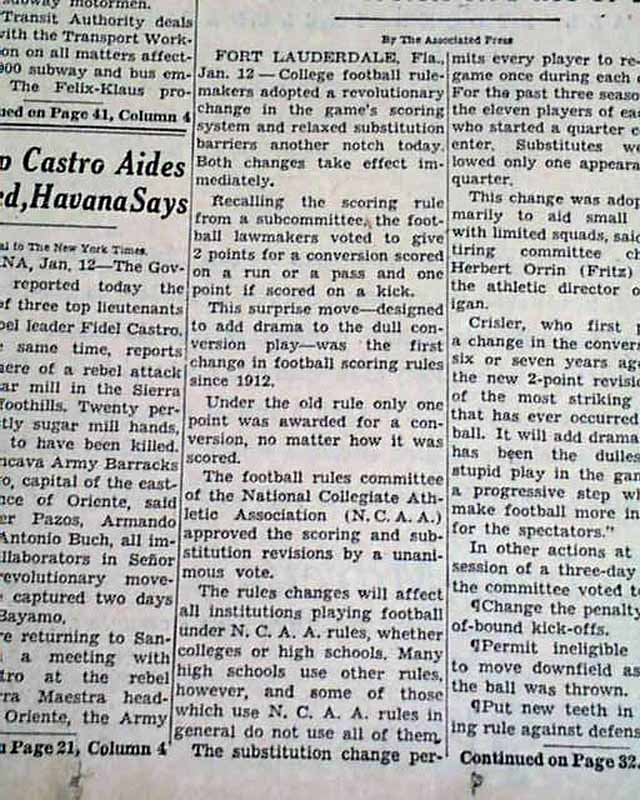 subway motormen.
Transit Authority deals
with the Transport Work-
on on all matters affect-
900 subway and bus em-
The Felix-Klaus pro-
ued on Page 41, Column 4
p Castro Aides
ed, Havana Says
al to The New York Times.
NA, Jan. 12—The Gov-
reported today the
of three top lieutenants
bel leader Fidel Castro.
e same time, reports
here of a rebel attack
ar mill in the Sierra
foothills. Twenty per-
tly sugar mill hands,
to have been killed.
ncava Army Barracks
o, capital of the east-
nce of Oriente, said
er Pazos, Armando
Antonio Buch, all im-
llaborators in Señor
revolutionary move-
captured two days
Bayamo.
re returning to San-
a meeting with
tro at the rebel
rra Maestra head-
Oriente, the Army
n Page 21, Column 4
By The Associated Press
FORT LAUDERDALE, Fla.,
Jan. 12 — College football rule-
makers adopted a revolutionary
change in the game's scoring
system and relaxed substitution
barriers another notch today.
Both changes take effect im-
mediately.
Recalling the scoring rule
from a subcommittee, the foot-
ball lawmakers voted to give
2 points for a conversion scored
on a run or a pass and one
point if scored on a kick.
This surprise move—designed
to add drama to the dull con-
version play—was the first
change in football scoring rules
since 1912.
Under the old rule only one
point was awarded for a con-
version, no matter how it was
scored.
The football rules committee
of the National Collegiate Ath-
letic Association (N. C. A. A.)
approved the scoring and sub-
stitution revisions by a unani-
mous vote.
The rules changes will affect
all institutions playing football
under N. C. A. A. rules, whether
colleges or high schools. Many
high schools use other rules,
however, and some of those
which use N. C. A. A. rules in
general do not use all of them.
The substitution change per-
mits every player to re-
game once during each
For the past three seaso
the eleven players of ea
who started a quarter c
enter. Substitutes we
lowed only one appeara
quarter.
This change was adop
marily to aid small
with limited squads, said
tiring committee ch
Herbert Orrin (Fritz)
the athletic director o
igan.
Crisler, who first
a change in the conver
six or seven years ag
the new 2-point revisi
of the most striking
that has ever occurred
ball. It will add drama
has been the dulles
stupid play in the gam
a progressive step w
make football more in
for the spectators."
In other actions at
session of a three-day
the committee voted to
¶Change the penalty
of-bound kick-offs.
¶Permit ineligible
to move downfield as
the ball was thrown.
¶Put new teeth in
ing rule against defens
Continued on Page 32,